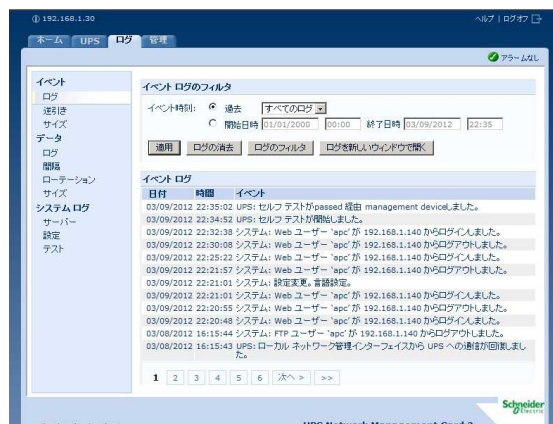 192.168.1.30
ヘルプ | ログオフ
ホーム UPS ログ 管理
アラームなし
イベント
ログ
逆引き
サイズ
データ
ログ
間隔
ローテーション
サイズ
システム ログ
サーバー
設定
テスト
イベント ログのフィルタ
イベント時刻: 過去 すべてのログ
開始日時 01/01/2000 00:00 終了日時 03/09/2012 22:35
適用 ログの消去 ログのフィルタ ログを新しいウィンドウで開く
イベント ログ
日付 時間 イベント
03/09/2012 22:35:02 UPS: セルフ テストがpassed 経由 management deviceしました。
03/09/2012 22:34:52 UPS: セルフ テストが開始しました。
03/09/2012 22:32:38 システム: Web ユーザー `apc' が 192.168.1.140 からログインしました。
03/09/2012 22:30:08 システム: Web ユーザー `apc' が 192.168.1.140 からログアウトしました。
03/09/2012 22:25:22 システム: Web ユーザー `apc' が 192.168.1.140 からログインしました。
03/09/2012 22:21:57 システム: Web ユーザー `apc' が 192.168.1.140 からログアウトしました。
03/09/2012 22:21:01 システム: 設定変更。言語設定。
03/09/2012 22:21:01 システム: Web ユーザー `apc' が 192.168.1.140 からログインしました。
03/09/2012 22:20:55 システム: Web ユーザー `apc' が 192.168.1.140 からログアウトしました。
03/09/2012 22:20:48 システム: Web ユーザー `apc' が 192.168.1.140 からログインしました。
03/08/2012 16:15:44 システム: FTP ユーザー `apc' が 192.168.1.140 からログアウトしました。
03/08/2012 16:15:43 UPS: ローカル ネットワーク管理インターフェイスから UPS への通信が回復しまし
た。
1 2 3 4 5 6 次へ > >>
Schneider
Electric
UPS Network Management Card 2